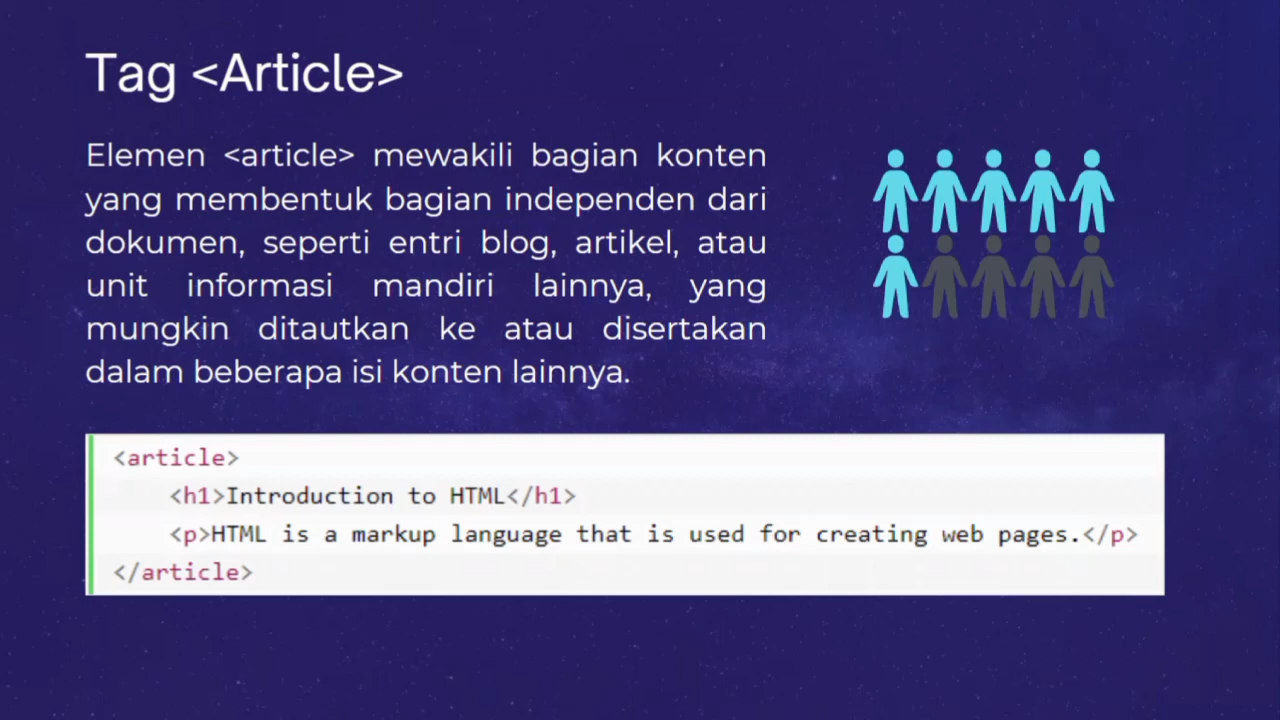 Tag <Article>
Elemen <article> mewakili bagian konten
yang membentuk bagian independen dari
dokumen, seperti entri blog, artikel, atau
unit informasi mandiri lainnya, yang
mungkin ditautkan ke atau disertakan
dalam beberapa isi konten lainnya.
<article>
    <h1>Introduction to HTML</h1>
    <p>HTML is a markup language that is used for creating web pages.</p>
</article>